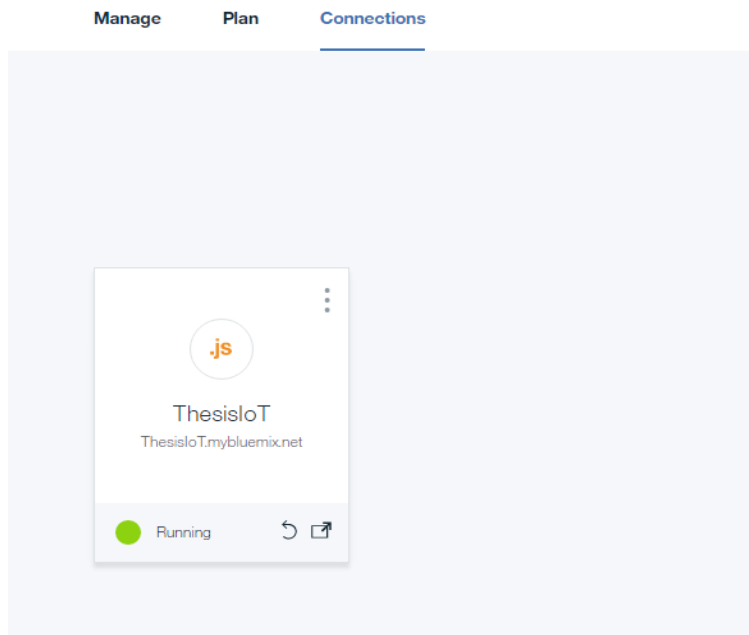 Manage Plan Connections
.js
ThesisIoT
ThesisIoT.mybluemix.net
Running